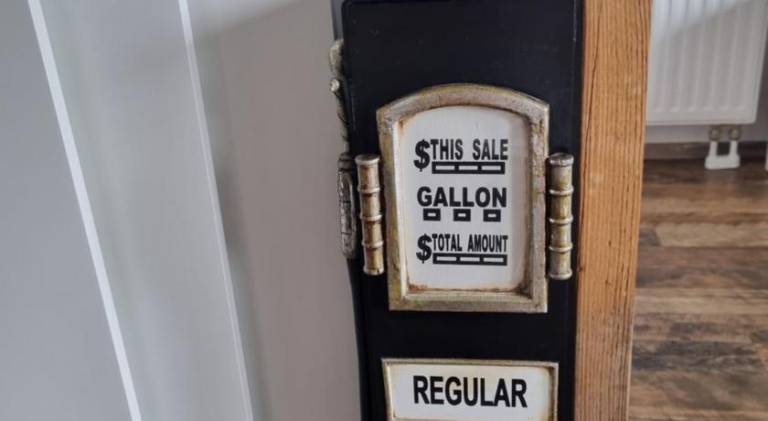 $THIS SALE
GALLON
$TOTAL AMOUNT
REGULAR